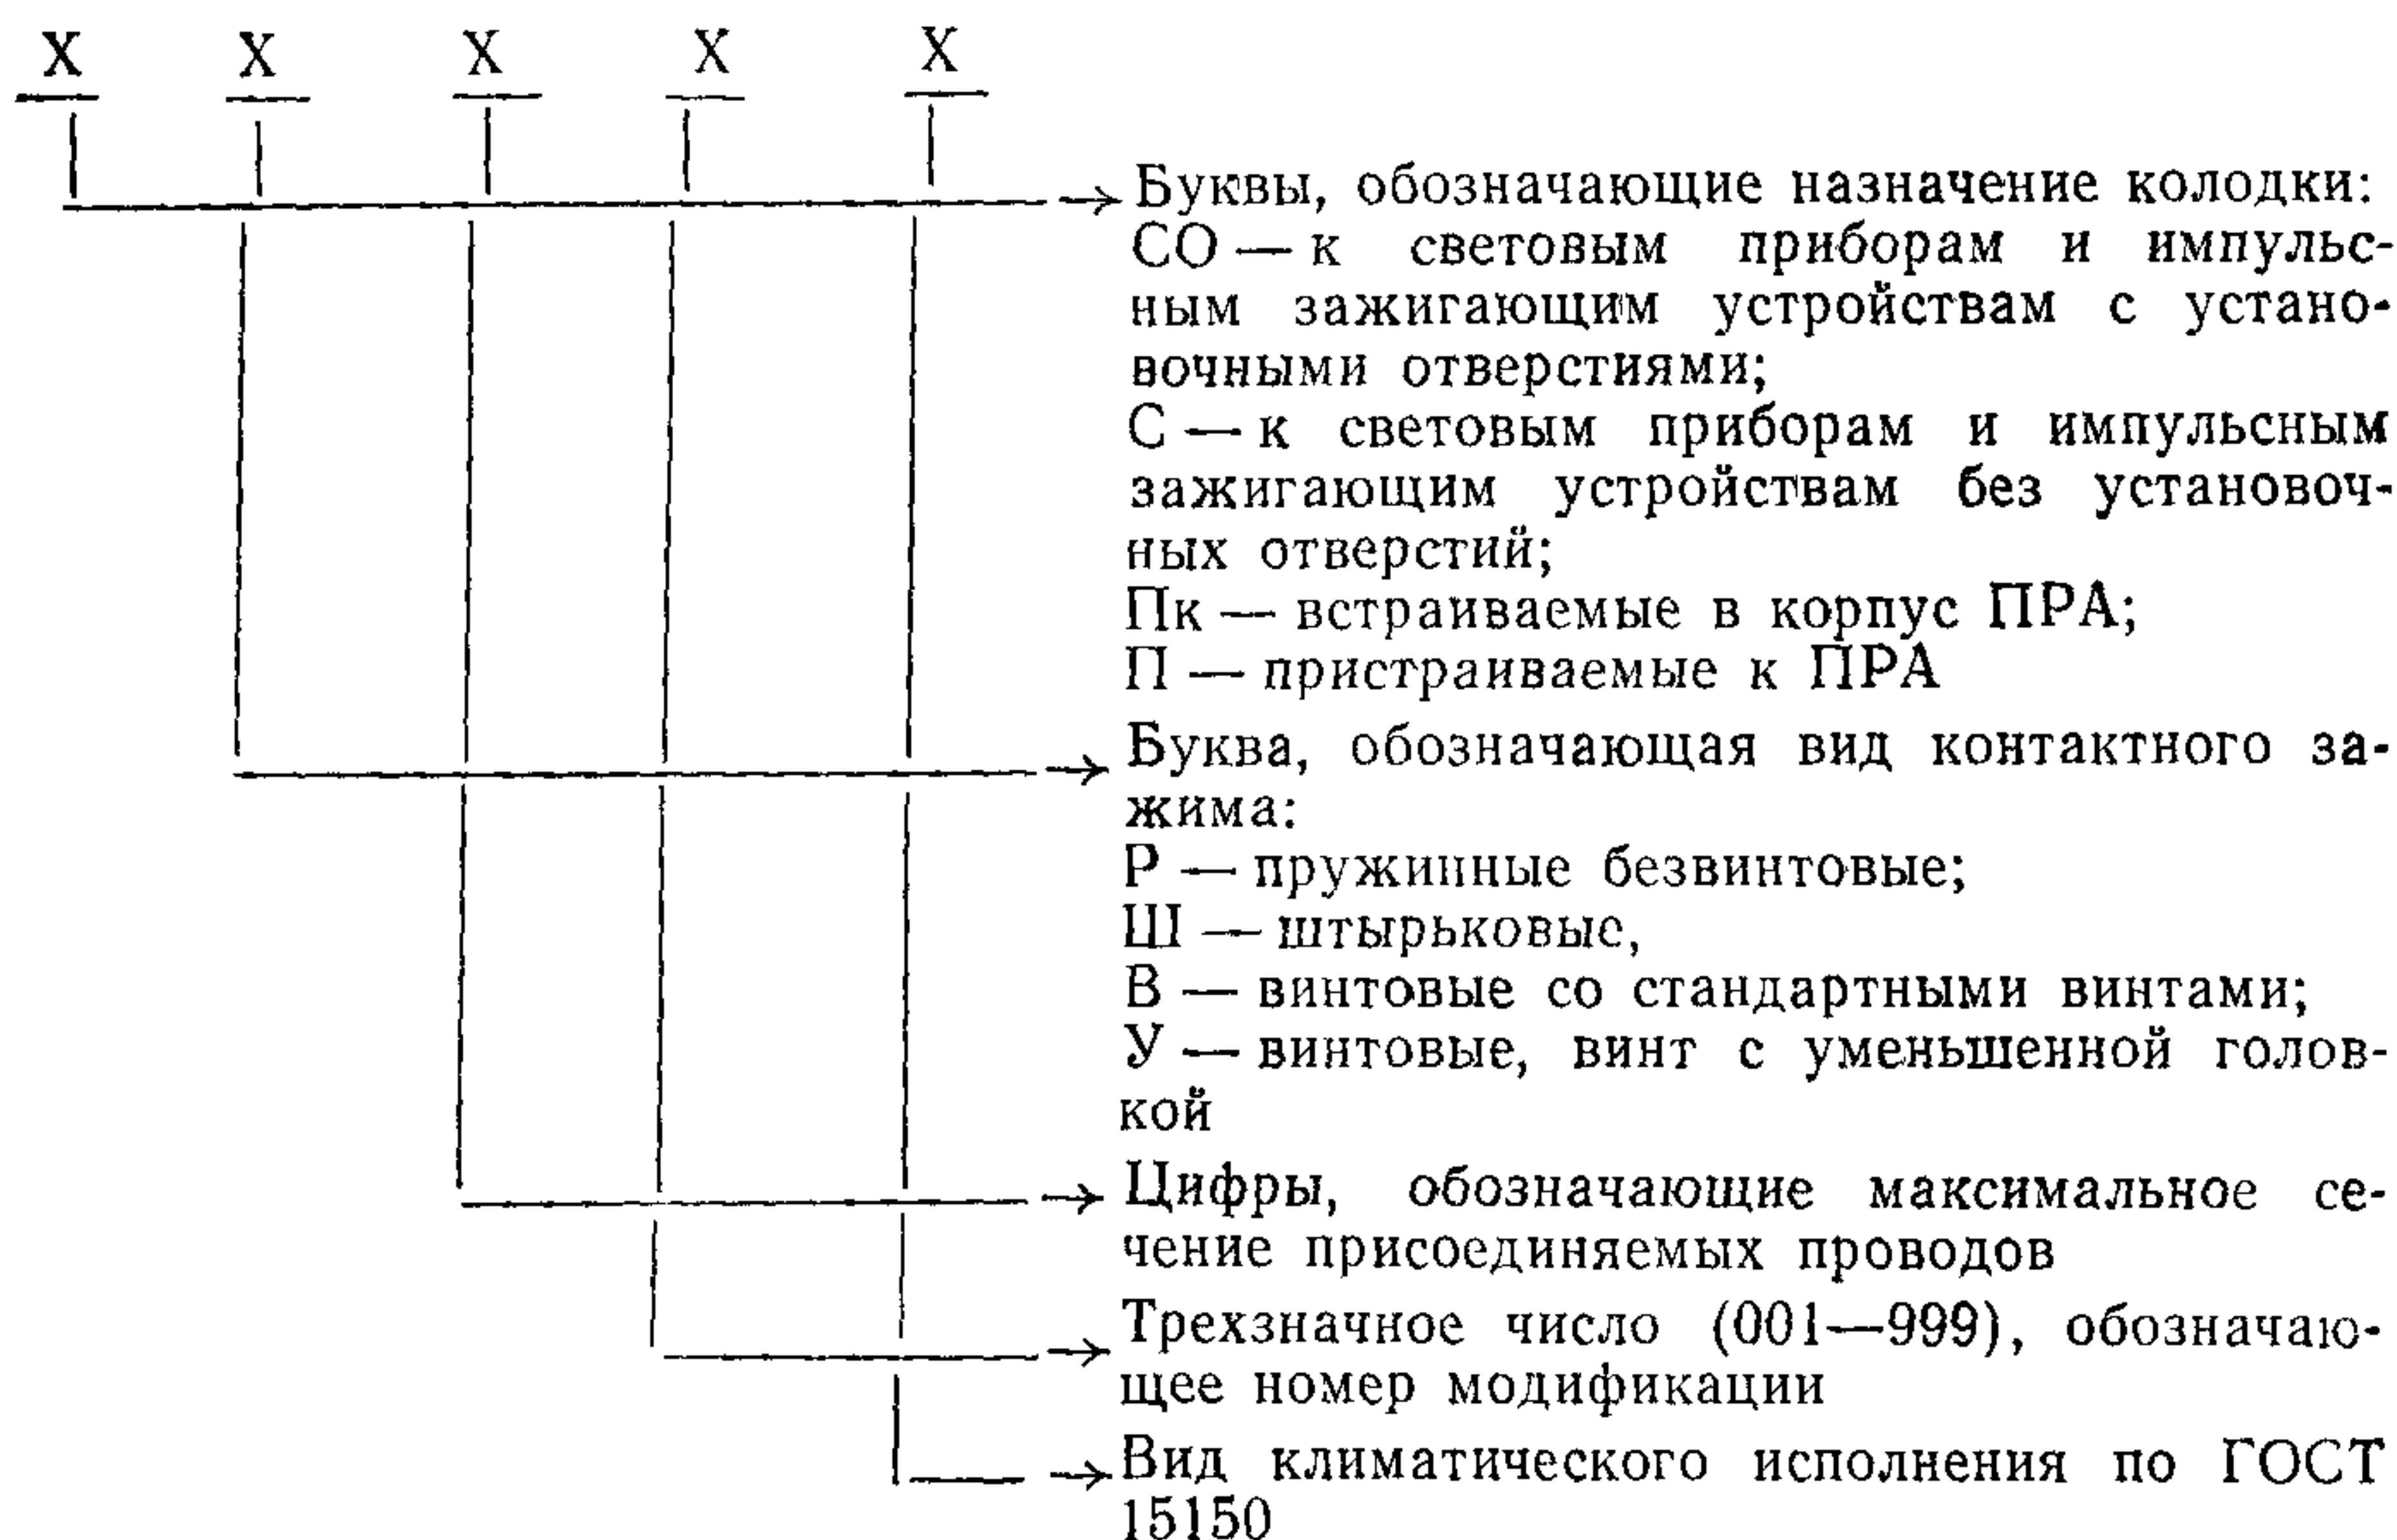 X X X X X
Буквы, обозначающие назначение колодки:
СО — к световым приборам и импульс-
ным зажигающим устройствам с устано-
вочными отверстиями;
С — к световым приборам и импульсным
зажигающим устройствам без установоч-
ных отверстий;
Пк — встраиваемые в корпус ПРА;
П — пристраиваемые к ПРА
Буква, обозначающая вид контактного за-
жима:
Р — пружинные безвинтовые;
Ш — штырьковые,
В — винтовые со стандартными винтами;
У — винтовые, винт с уменьшенной голов-
кой
Цифры, обозначающие максимальное се-
чение присоединяемых проводов
Трехзначное число (001—999), обозначаю-
щее номер модификации
Вид климатического исполнения по ГОСТ
15150